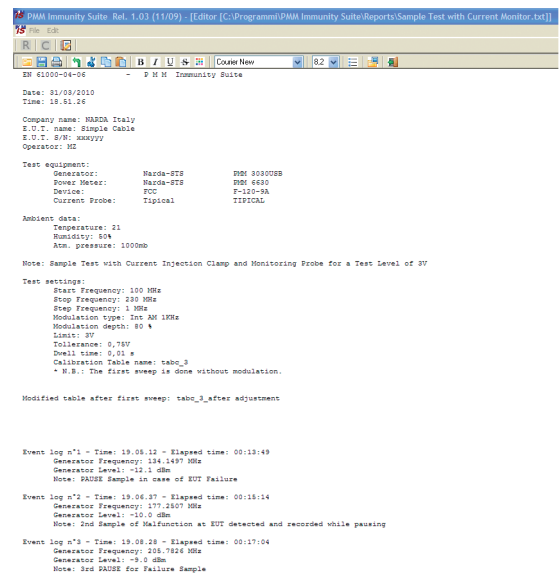 PMM Immunity Suite Rel. 1.03 (11/09) - [Editor [C:\Programmi\PMM Immunity Suite\Reports\Sample Test with Current Monitor.txt]]
File Edit
R C
B I U S Courier New 8,2
EN 61000-04-06 - P M M Immunity Suite
Date: 31/03/2010
Time: 18.51.26
Company name: NARDA Italy
E.U.T. name: Simple Cable
E.U.T. S/N: xxxyyy
Operator: MZ
Test equipment:
Generator: Narda-STS PMM 3030USB
Power Meter: Narda-STS PMM 6630
Device: FCC F-120-9A
Current Probe: Tipical TIPICAL
Ambient data:
Temperature: 21
Humidity: 50%
Atm. pressure: 1000mb
Note: Sample Test with Current Injection Clamp and Monitoring Probe for a Test Level of 3V
Test settings:
Start Frequency: 100 MHz
Stop Frequency: 230 MHz
Step Frequency: 1 MHz
Modulation type: Int AM 1KHz
Modulation depth: 80 %
Limit: 3V
Tollerance: 0,75V
Dwell time: 0,01 s
Calibration Table name: tabc_3
* N.B.: The first sweep is done without modulation.
Modified table after first sweep: tabc_3_after adjustment
Event log n°1 - Time: 19.05.12 - Elapsed time: 00:13:49
Generator Frequency: 134.1497 MHz
Generator Level: -12.1 dBm
Note: PAUSE Sample in case of EUT Failure
Event log n°2 - Time: 19.06.37 - Elapsed time: 00:15:14
Generator Frequency: 177.2507 MHz
Generator Level: -10.0 dBm
Note: 2nd Sample of Malfunction at EUT detected and recorded while pausing
Event log n°3 - Time: 19.08.28 - Elapsed time: 00:17:04
Generator Frequency: 205.7826 MHz
Generator Level: -9.0 dBm
Note: 3rd PAUSE for Failure Sample